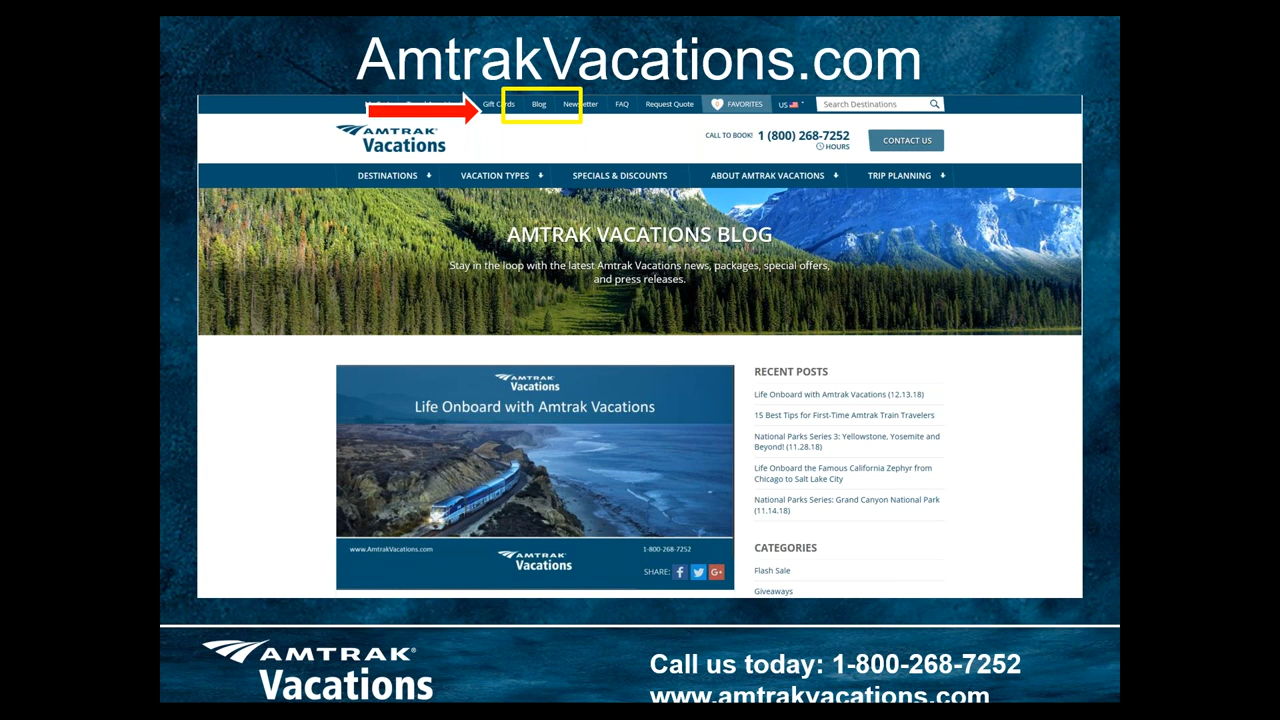 AmtrakVacations.com
Gift Cards Blog Newsletter FAQ Request Quote 0 FAVORITES US Search Destinations
AMTRAK
Vacations
CALL TO BOOK! 1 (800) 268-7252
HOURS
CONTACT US
DESTINATIONS VACATION TYPES SPECIALS & DISCOUNTS ABOUT AMTRAK VACATIONS TRIP PLANNING
AMTRAK VACATIONS BLOG
Stay in the loop with the latest Amtrak Vacations news, packages, special offers,
and press releases.
AMTRAK
Vacations
Life Onboard with Amtrak Vacations
www.AmtrakVacations.com
AMTRAK
Vacations
1-800-268-7252
SHARE: f G+
RECENT POSTS
Life Onboard with Amtrak Vacations (12.13.18)
15 Best Tips for First-Time Amtrak Train Travelers
National Parks Series 3: Yellowstone, Yosemite and
Beyond! (11.28.18)
Life Onboard the Famous California Zephyr from
Chicago to Salt Lake City
National Parks Series: Grand Canyon National Park
(11.14.18)
CATEGORIES
Flash Sale
Giveaways
AMTRAK®
Vacations
Call us today: 1-800-268-7252
www.amtrakvacations.com